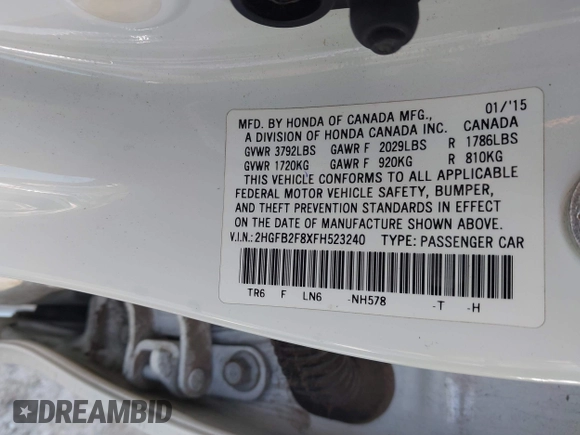 01/'15
MFD. BY HONDA OF CANADA MFG.,
A DIVISION OF HONDA CANADA INC. CANADA
GVWR 3792LBS GAWR F 2029LBS R 1786LBS
GVWR 1720KG GAWR F 920KG R 810KG
THIS VEHICLE CONFORMS TO ALL APPLICABLE
FEDERAL MOTOR VEHICLE SAFETY, BUMPER,
AND THEFT PREVENTION STANDARDS IN EFFECT
ON THE DATE OF MANUFACTURE SHOWN ABOVE.
V.I.N.: 2HGFB2F8XFH523240 TYPE: PASSENGER CAR
TR6 F LN6 -NH578 -T -H
DREAMBID